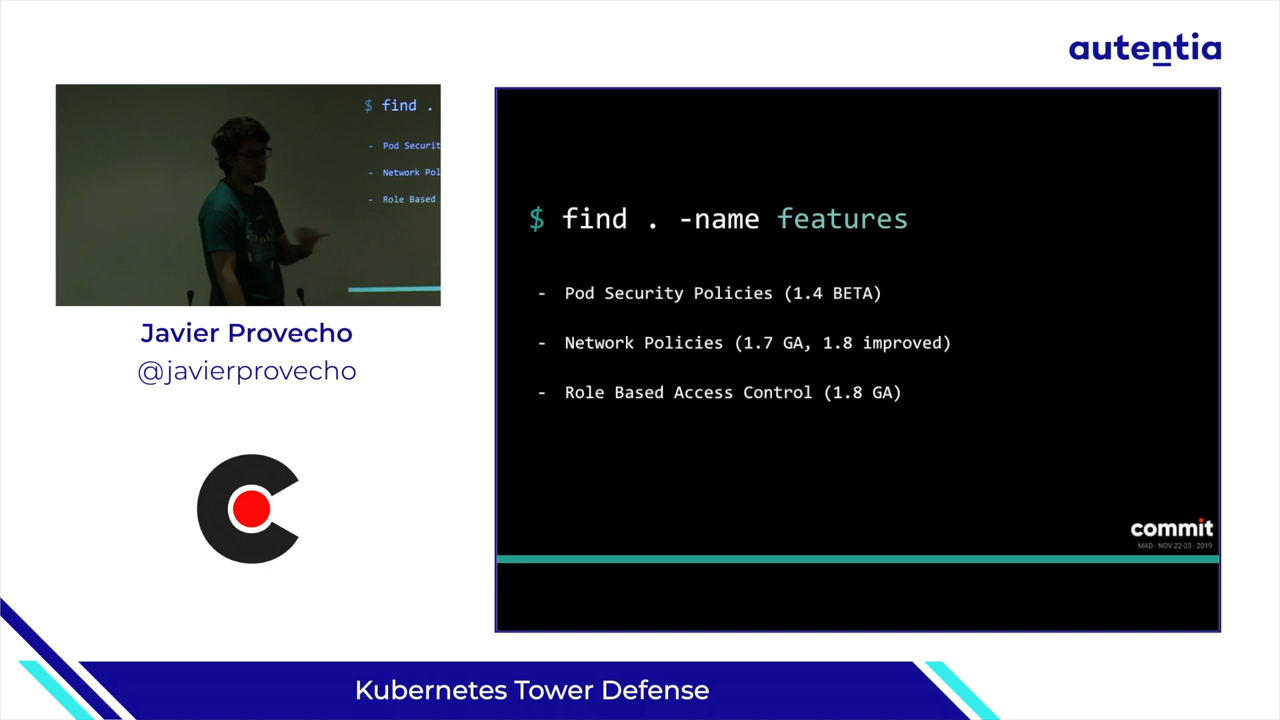 autentia
$ find .
- Pod Securit
- Network Pol
- Role Based
Javier Provecho
@javierprovecho
$ find . -name features
- Pod Security Policies (1.4 BETA)
- Network Policies (1.7 GA, 1.8 improved)
- Role Based Access Control (1.8 GA)
commit
MAD · NOV 22-23 · 2019
Kubernetes Tower Defense